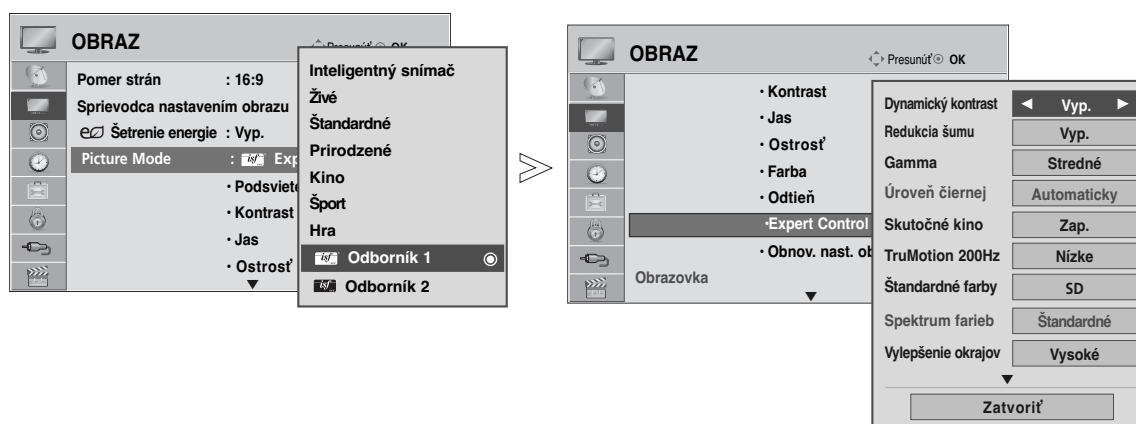 OBRAZ
Presunúť OK
Pomer strán : 16:9
Sprievodca nastavením obrazu
Šetrenie energie : Vyp.
Picture Mode : isf Exp
• Podsviete
• Kontrast
• Jas
• Ostrosť
Inteligentný snímač
Živé
Štandardné
Prirodzené
Kino
Šport
Hra
isf Odborník 1
isf Odborník 2
OBRAZ
Presunúť OK
• Kontrast
• Jas
• Ostrosť
• Farba
• Odtieň
•Expert Control
• Obnov. nast. ob
Obrazovka
Dynamický kontrast Vyp.
Redukcia šumu Vyp.
Gamma Stredné
Úroveň čiernej Automaticky
Skutočné kino Zap.
TruMotion 200Hz Nízke
Štandardné farby SD
Spektrum farieb Štandardné
Vylepšenie okrajov Vysoké
Zatvoriť